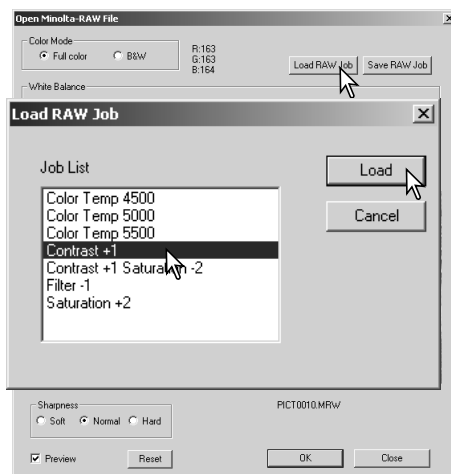 Open Minolta-RAW File
Color Mode
Full color B&W
R:163
G:163
B:164
Load RAW Job Save RAW Job
White Balance
Load RAW Job
Job List
Color Temp 4500
Color Temp 5000
Color Temp 5500
Contrast +1
Contrast +1 Saturation -2
Filter -1
Saturation +2
Load
Cancel
Sharpness
Soft Normal Hard
PICT0010.MRW
Preview Reset OK Close